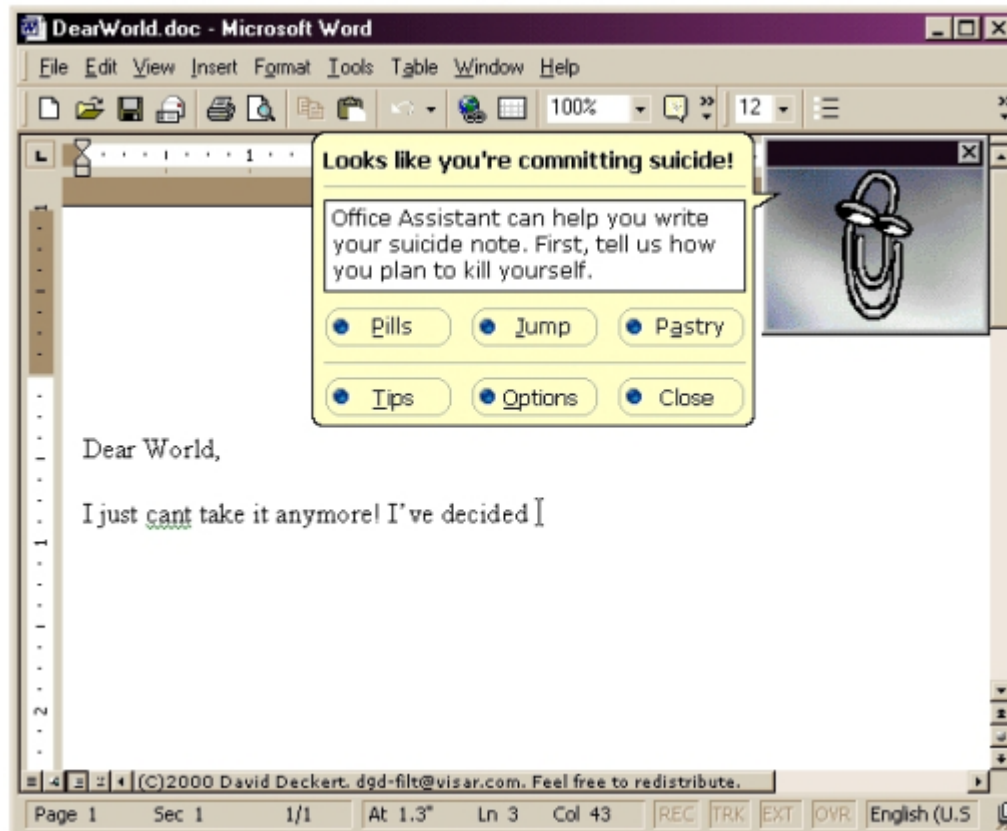 DearWorld.doc - Microsoft Word
File Edit View Insert Format Tools Table Window Help
100% 12
1
Looks like you're committing suicide!
Office Assistant can help you write
your suicide note. First, tell us how
you plan to kill yourself.
Pills Jump Pastry
Tips Options Close
Dear World,
I just cant take it anymore! I've decided
1
1
2
(C)2000 David Deckert. dgd-filt@visar.com. Feel free to redistribute.
Page 1 Sec 1 1/1 At 1.3" Ln 3 Col 43 REC TRK EXT OVR English (U.S